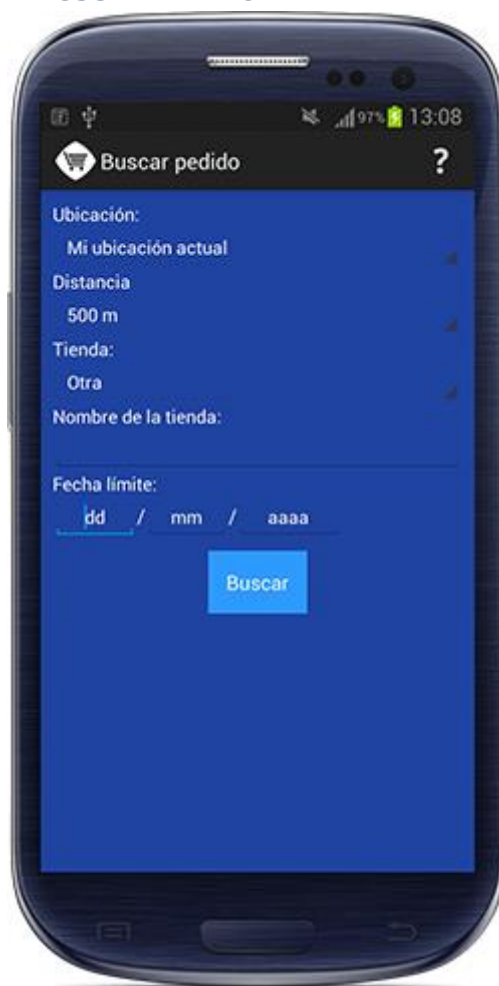 97% 13:08
Buscar pedido ?
Ubicación:
Mi ubicación actual
Distancia
500 m
Tienda:
Otra
Nombre de la tienda:
Fecha límite:
dd / mm / aaaa
Buscar